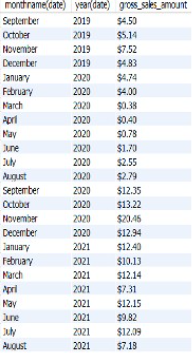 monthname(date) year(date) gross_sales_amount
September 2019 $4.50
October 2019 $5.14
November 2019 $7.52
December 2019 $4.83
January 2020 $4.74
February 2020 $4.00
March 2020 $0.38
April 2020 $0.40
May 2020 $0.78
June 2020 $1.70
July 2020 $2.55
August 2020 $2.79
September 2020 $12.35
October 2020 $13.22
November 2020 $20.46
December 2020 $12.94
January 2021 $12.40
February 2021 $10.13
March 2021 $12.14
April 2021 $7.31
May 2021 $12.15
June 2021 $9.82
July 2021 $12.09
August 2021 $7.18